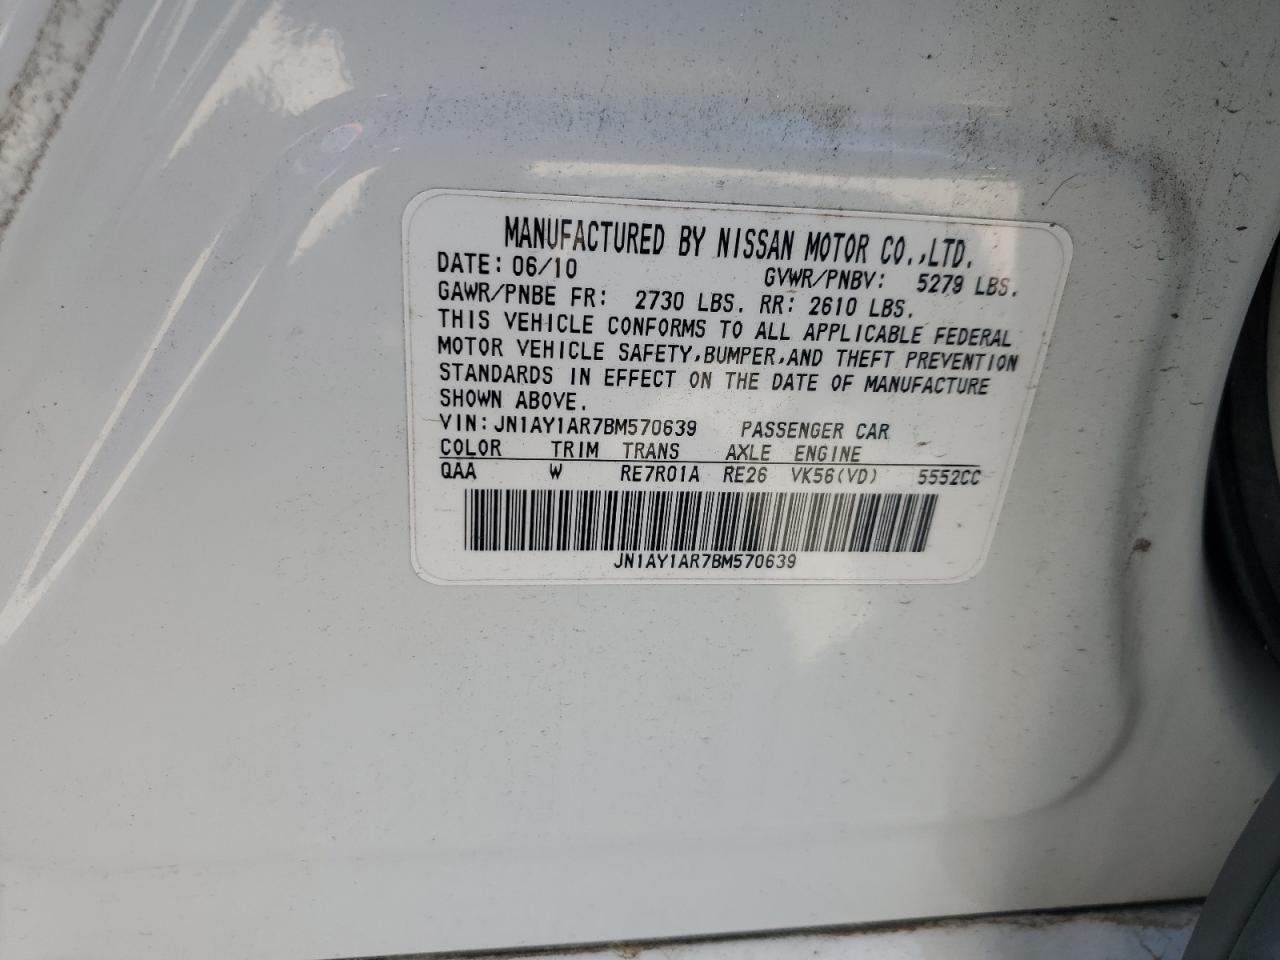 MANUFACTURED BY NISSAN MOTOR CO.,LTD.
DATE: 06/10 GVWR/PNBV: 5279 LBS.
GAWR/PNBE FR: 2730 LBS. RR: 2610 LBS.
THIS VEHICLE CONFORMS TO ALL APPLICABLE FEDERAL
MOTOR VEHICLE SAFETY,BUMPER,AND THEFT PREVENTION
STANDARDS IN EFFECT ON THE DATE OF MANUFACTURE
SHOWN ABOVE.
VIN: JN1AY1AR7BM570639 PASSENGER CAR
COLOR TRIM TRANS AXLE ENGINE
QAA W RE7R01A RE26 VK56(VD) 5552CC
JN1AY1AR7BM570639